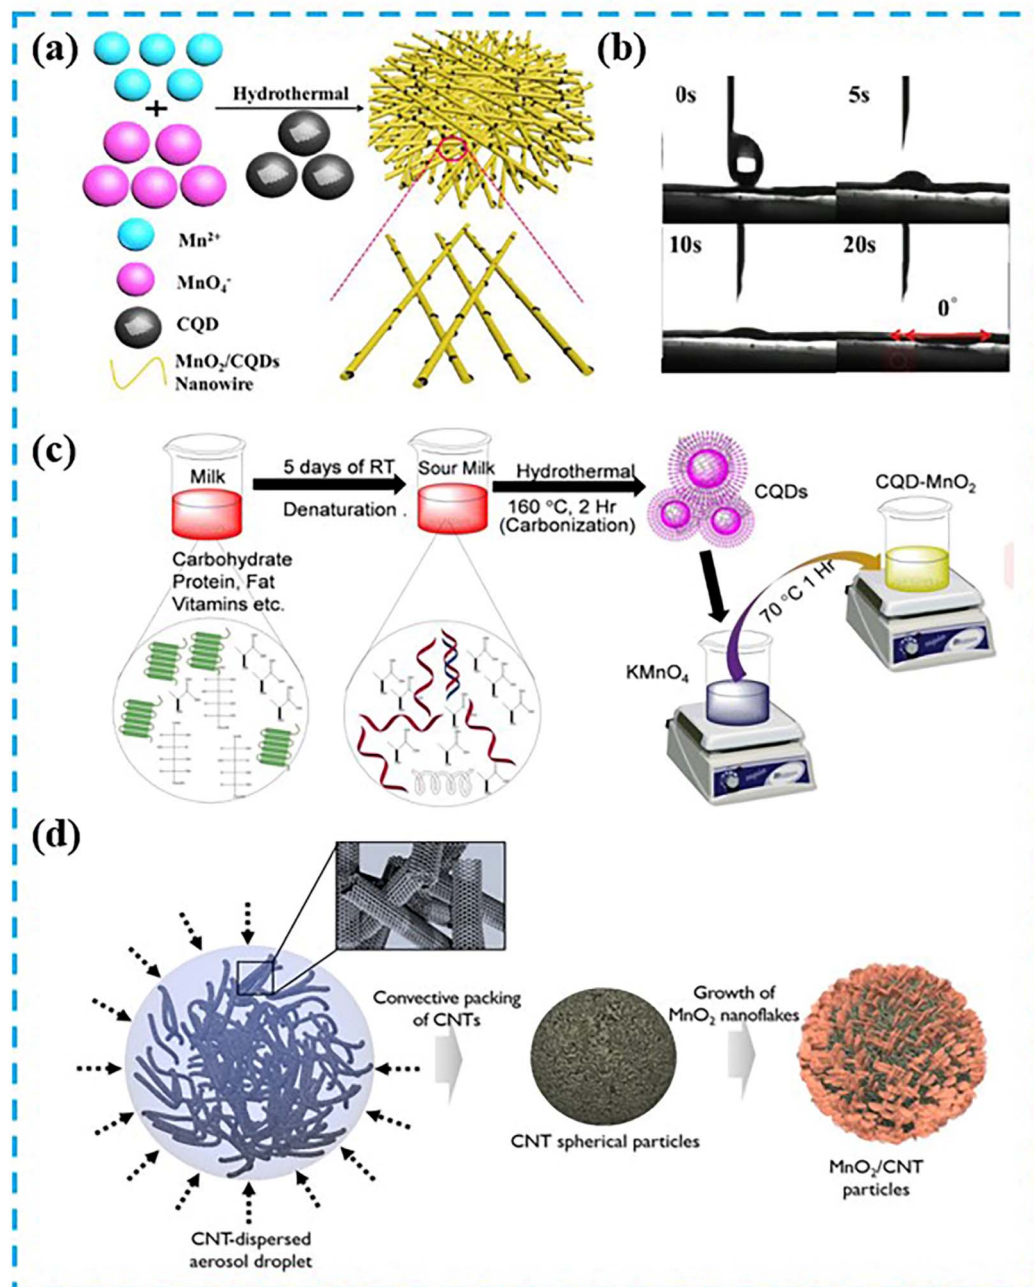 (a)
Hydrothermal
Mn²⁺
MnO₄⁻
CQD
MnO₂/CQDs
Nanowire
(b)
0s
5s
10s
20s
0°
(c)
Milk
5 days of RT
Denaturation .
Sour Milk
Hydrothermal
160 °C, 2 Hr
(Carbonization)
CQDs
CQD-MnO₂
Carbohydrate
Protein, Fat
Vitamins etc.
70 °C 1 Hr
KMnO₄
(d)
Convective packing
of CNTs
Growth of
MnO₂ nanoflakes
CNT spherical particles
MnO₂/CNT
particles
CNT-dispersed
aerosol droplet